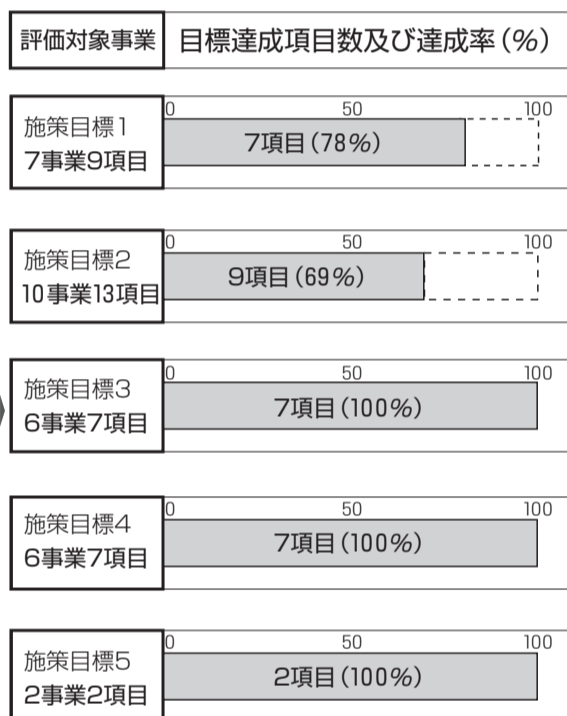 評価対象事業 目標達成項目数及び達成率(%)
0 50 100
施策目標1
7事業9項目
7項目(78%)
0 50 100
施策目標2
10事業13項目
9項目(69%)
0 50 100
施策目標3
6事業7項目
7項目(100%)
0 50 100
施策目標4
6事業7項目
7項目(100%)
0 50 100
施策目標5
2事業2項目
2項目(100%)